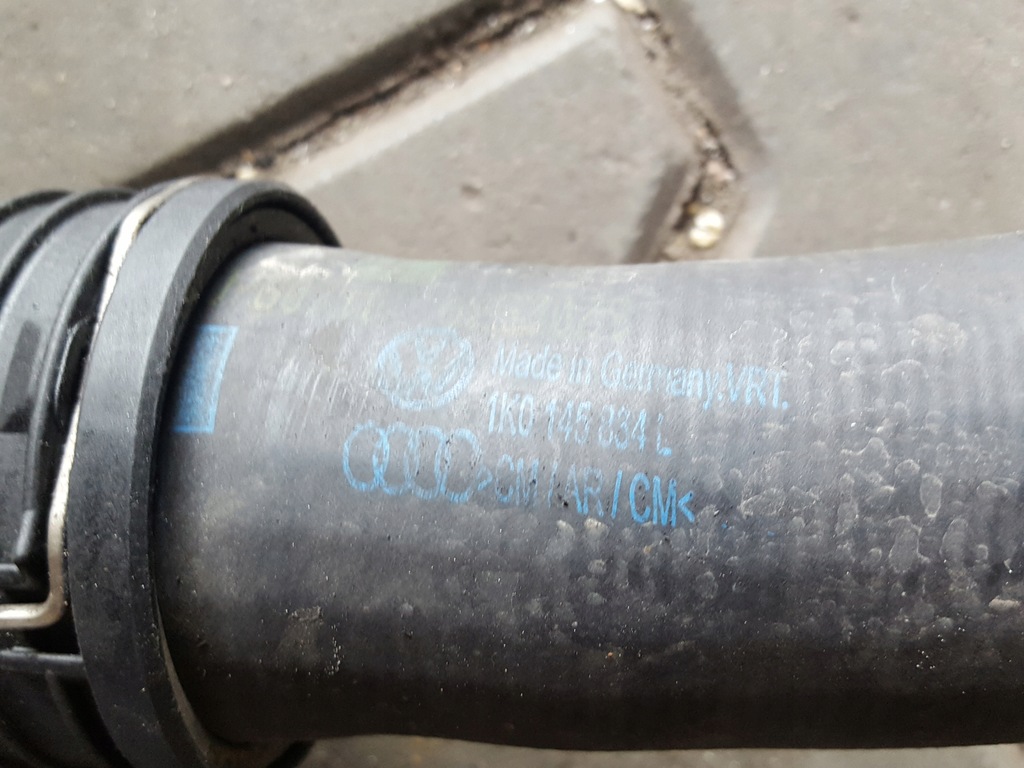 Made in Germany.VRT.
1K0 145 834 L
>CM / AR / CM<